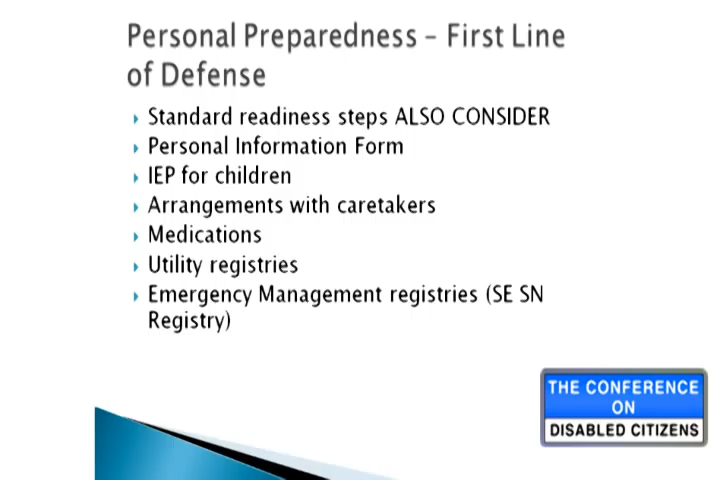 Personal Preparedness – First Line
of Defense
Standard readiness steps ALSO CONSIDER
Personal Information Form
IEP for children
Arrangements with caretakers
Medications
Utility registries
Emergency Management registries (SE SN
Registry)
THE CONFERENCE
ON
DISABLED CITIZENS